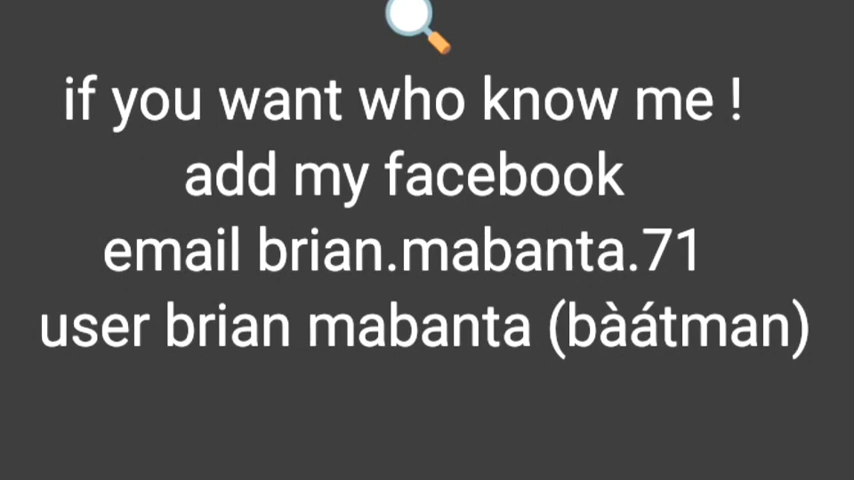 if you want who know me !
add my facebook
email brian.mabanta.71
user brian mabanta (bàátman)